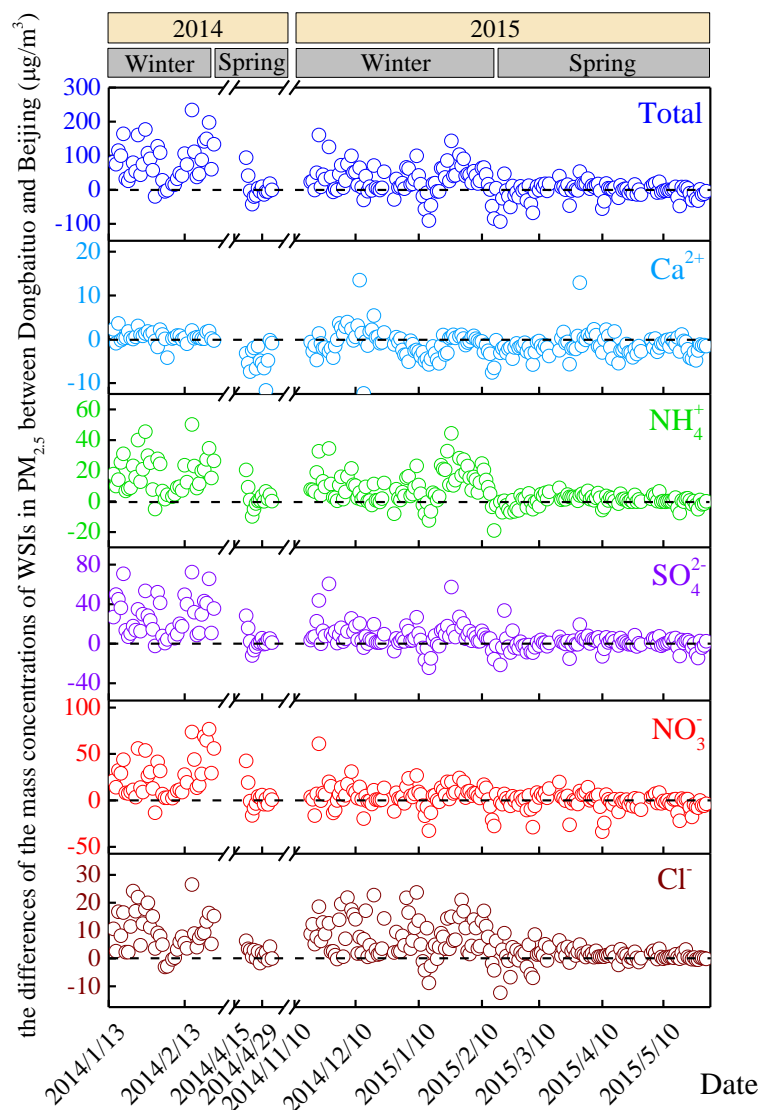 2014 2015
Winter Spring Winter Spring
the differences of the mass concentrations of WSIs in PM2.5 between Dongbaituo and Beijing (μg/m³)
300
200
100
0
-100
Total
20
10
0
-10
Ca²⁺
60
40
20
0
-20
NH₄⁺
80
40
0
-40
SO₄²⁻
100
50
0
-50
NO₃⁻
30
20
10
0
-10
Cl⁻
2014/1/13 2014/2/13 2014/4/15 2014/4/29 2014/11/10 2014/12/10 2015/1/10 2015/2/10 2015/3/10 2015/4/10 2015/5/10
Date